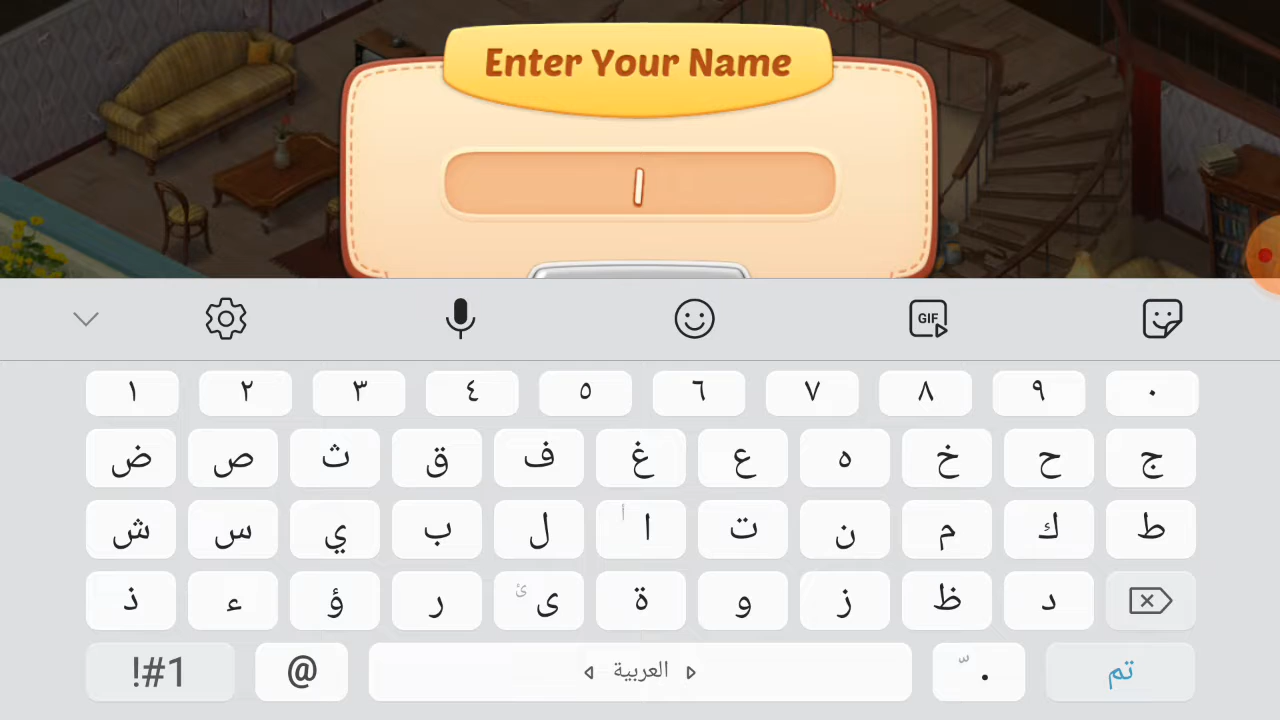 Enter Your Name
GIF
١ ٢ ٣ ٤ ٥ ٦ ٧ ٨ ٩ ٠
ض ص ث ق ف غ ع ه خ ح ج
ش س ي ب ل ا أ ت ن م ك ط
ذ ء ؤ ر ى ئ ة و ز ظ د
!#1 @ العربية . ّ تم